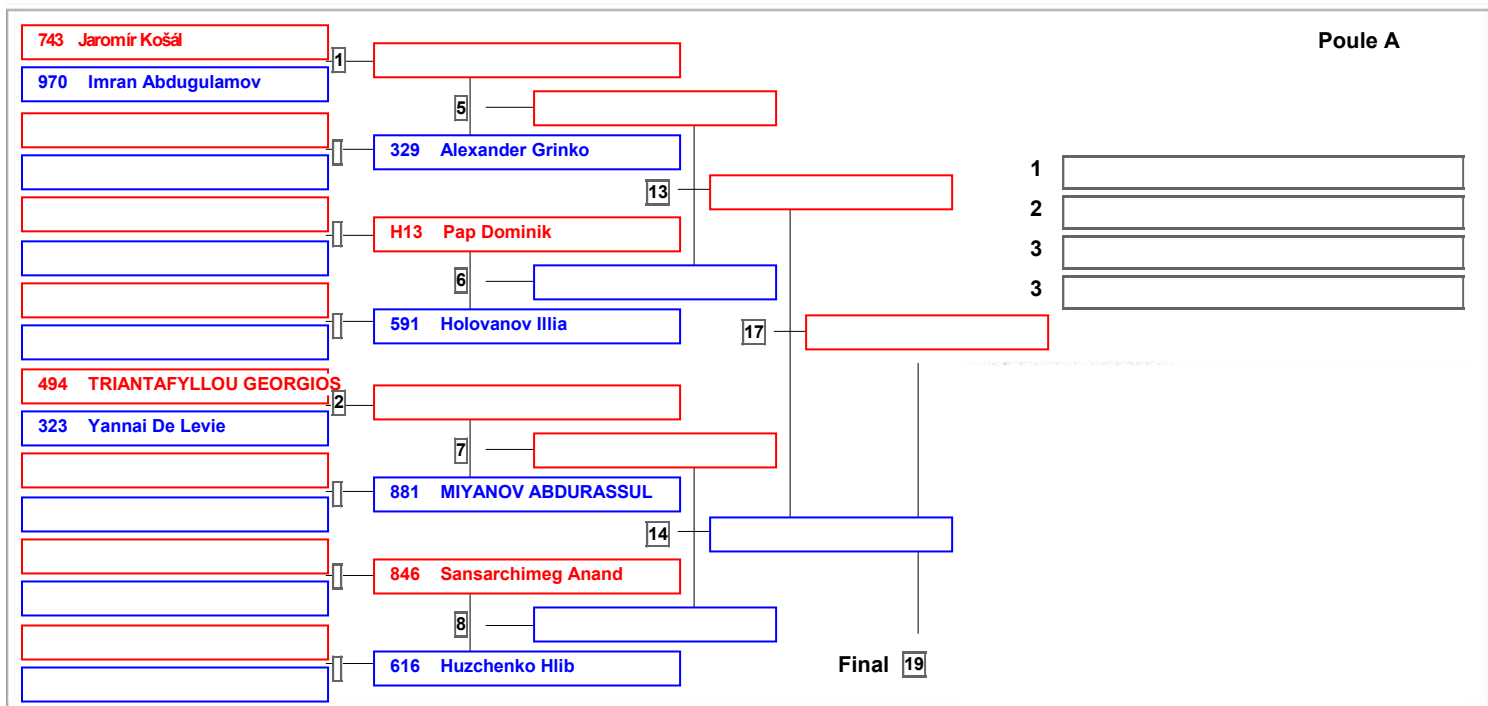 Poule A
743 Jaromír Košál
1
970 Imran Abdugulamov
5
329 Alexander Grinko
13
H13 Pap Dominik
6
591 Holovanov Illia
17
494 TRIANTAFYLLOU GEORGIOS
2
323 Yannai De Levie
7
881 MIYANOV ABDURASSUL
14
846 Sansarchimeg Anand
8
616 Huzchenko Hlib
Final 19
1
2
3
3